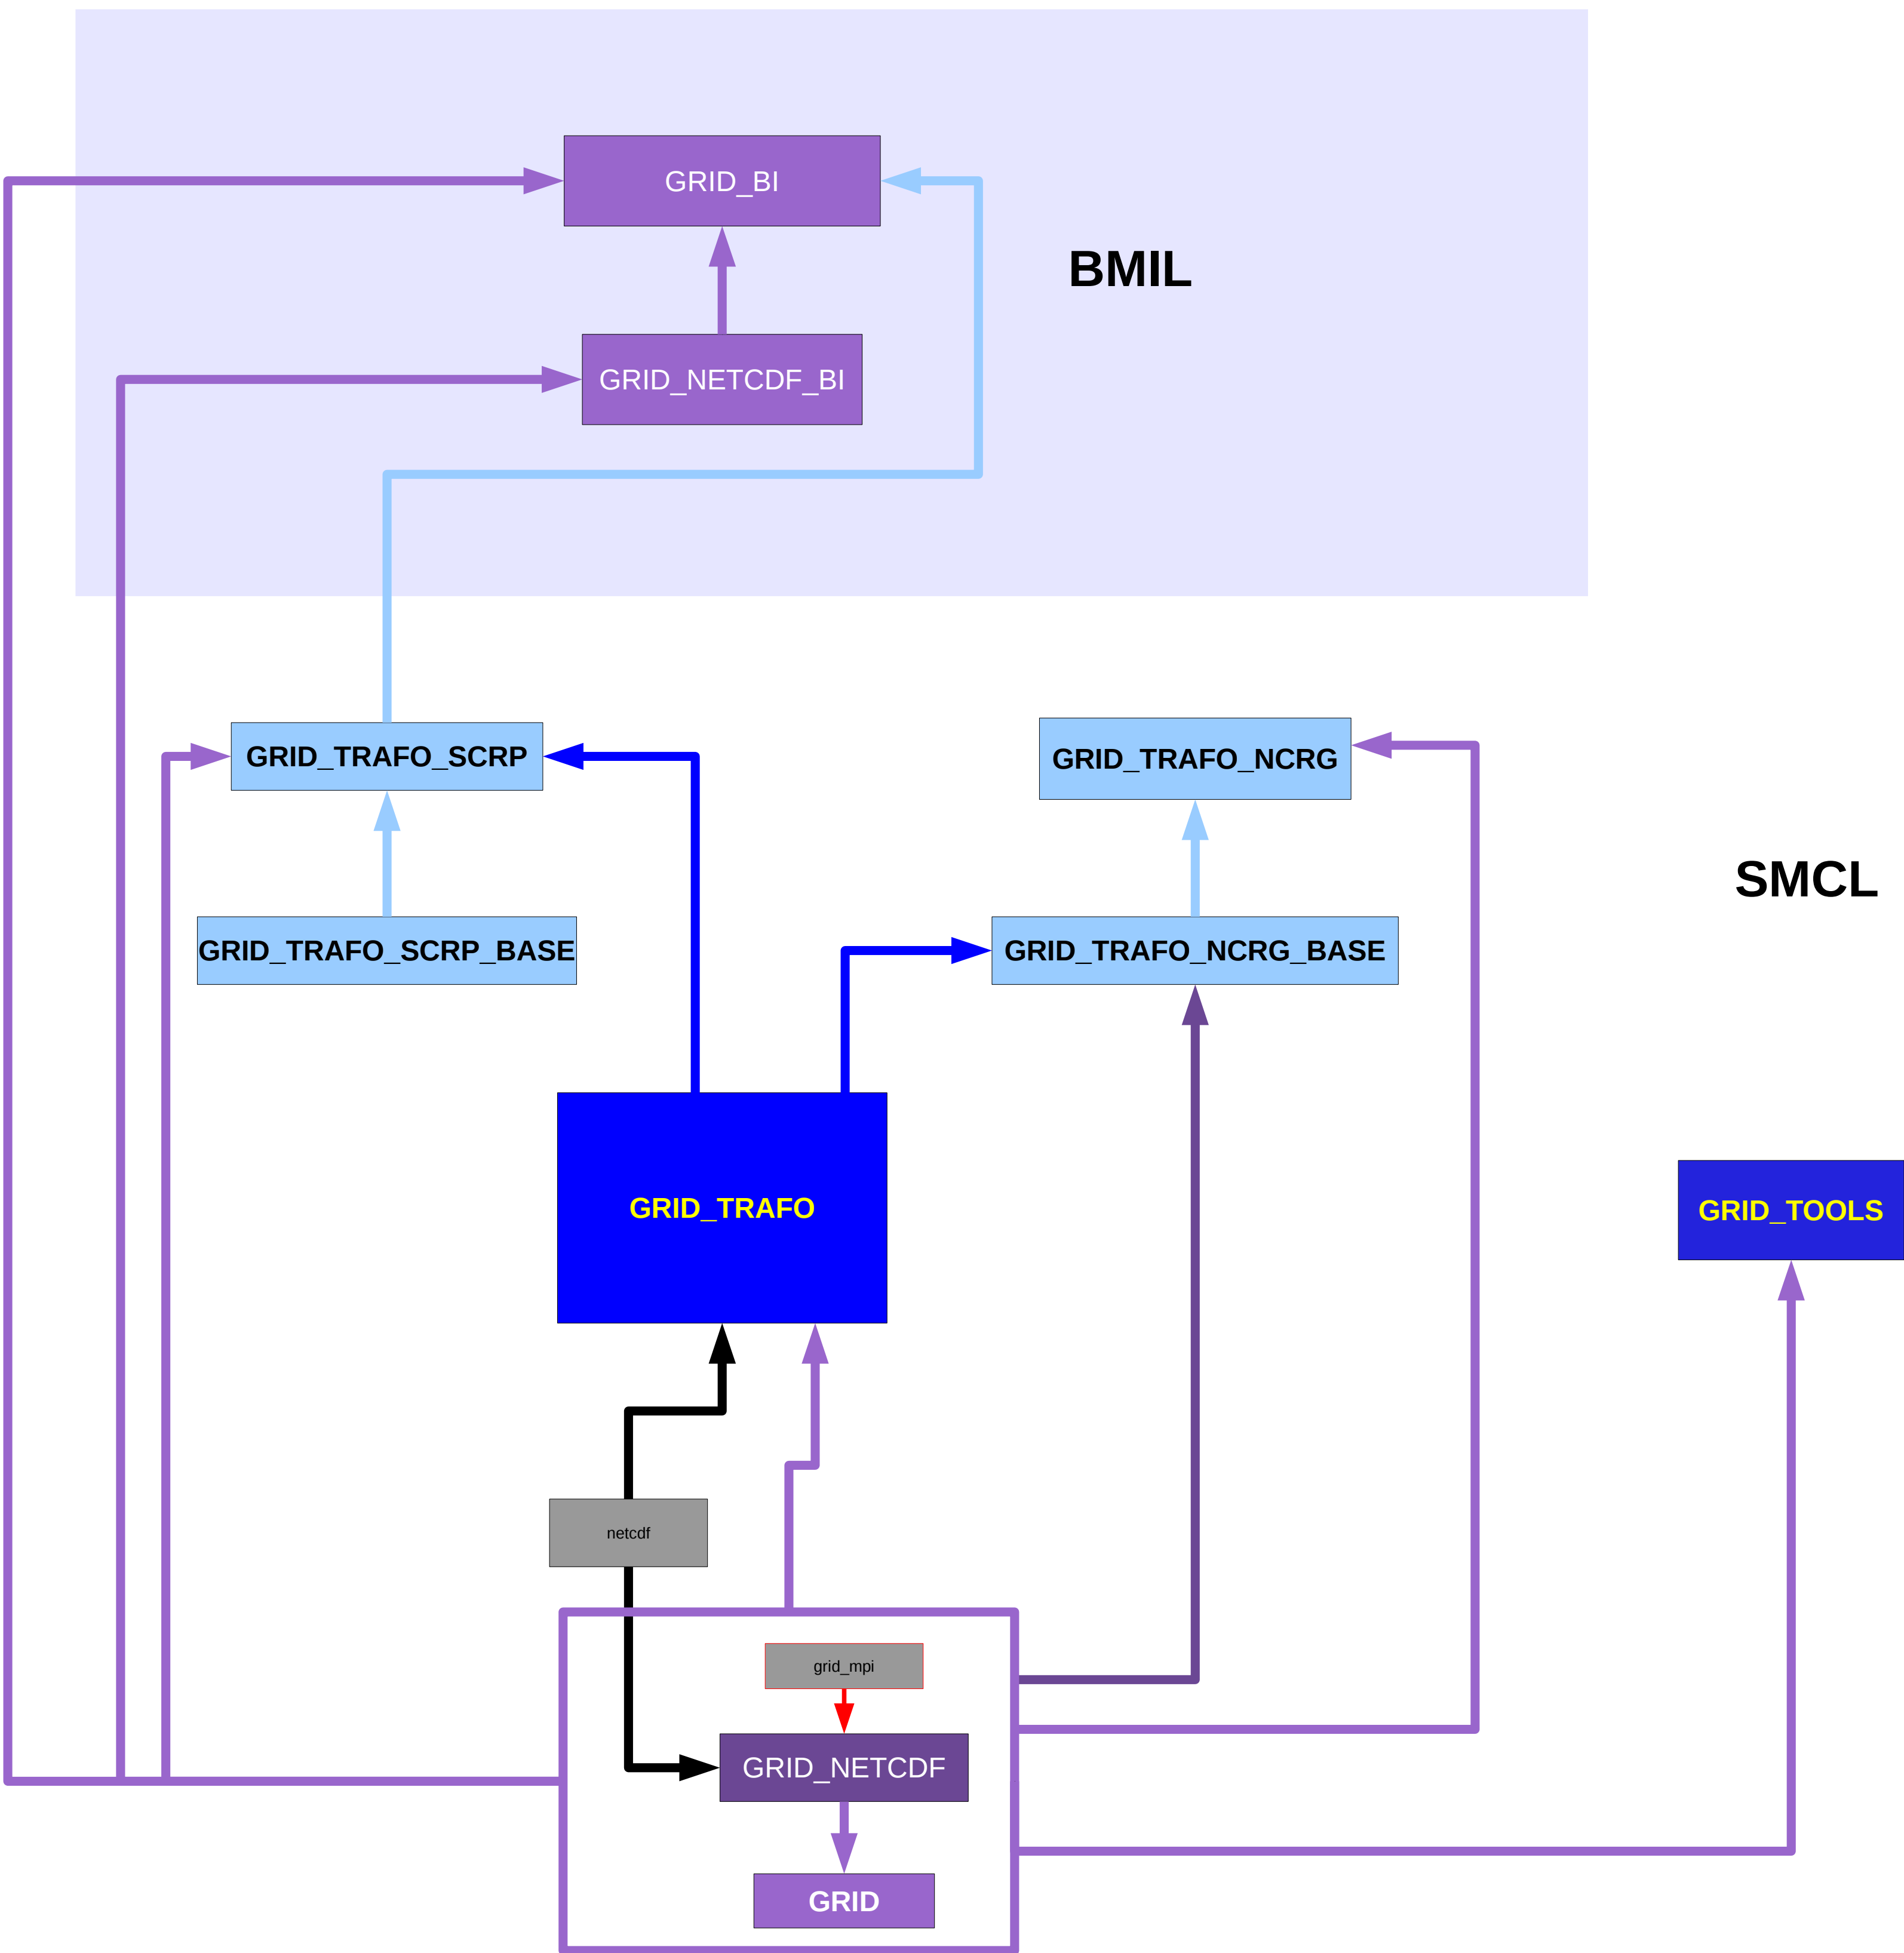 GRID_BI
BMIL
GRID_NETCDF_BI
GRID_TRAFO_SCRP
GRID_TRAFO_NCRG
SMCL
GRID_TRAFO_SCRP_BASE
GRID_TRAFO_NCRG_BASE
GRID_TRAFO
GRID_TOOLS
netcdf
grid_mpi
GRID_NETCDF
GRID